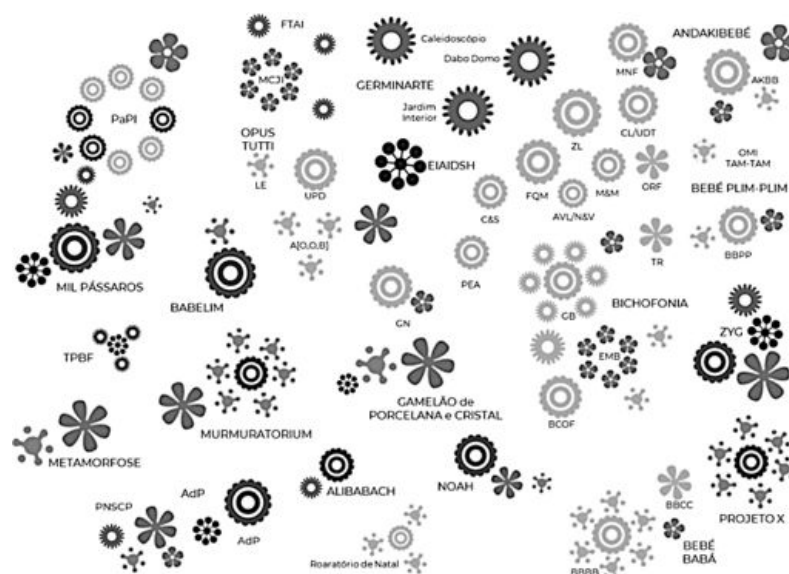 FTAI
MCJI
Caleidoscópio
Dabo Domo
GERMINARTE
Jardim
Interior
MNF
ANDAKIBEBÉ
AKBB
PaPI
OPUS
TUTTI
LE
UPD
EIAIDSH
ZL
CL/UDT
OMI
TAM-TAM
C&S
FQM
M&M
ORF
AVL/N&V
BEBÉ PLIM-PLIM
A[O,O,B]
TR
BBPP
MIL PÁSSAROS
BABELIM
PEA
GN
GB
BICHOFONIA
ZYG
TPBF
EMB
GAMELÃO de
PORCELANA e CRISTAL
BCOF
MURMURATORIUM
METAMORFOSE
ALIBABACH
NOAH
PROJETO X
PNSCP
AdP
AdP
BBCC
Roaratório de Natal
BBBB
BEBÉ
BABÁ